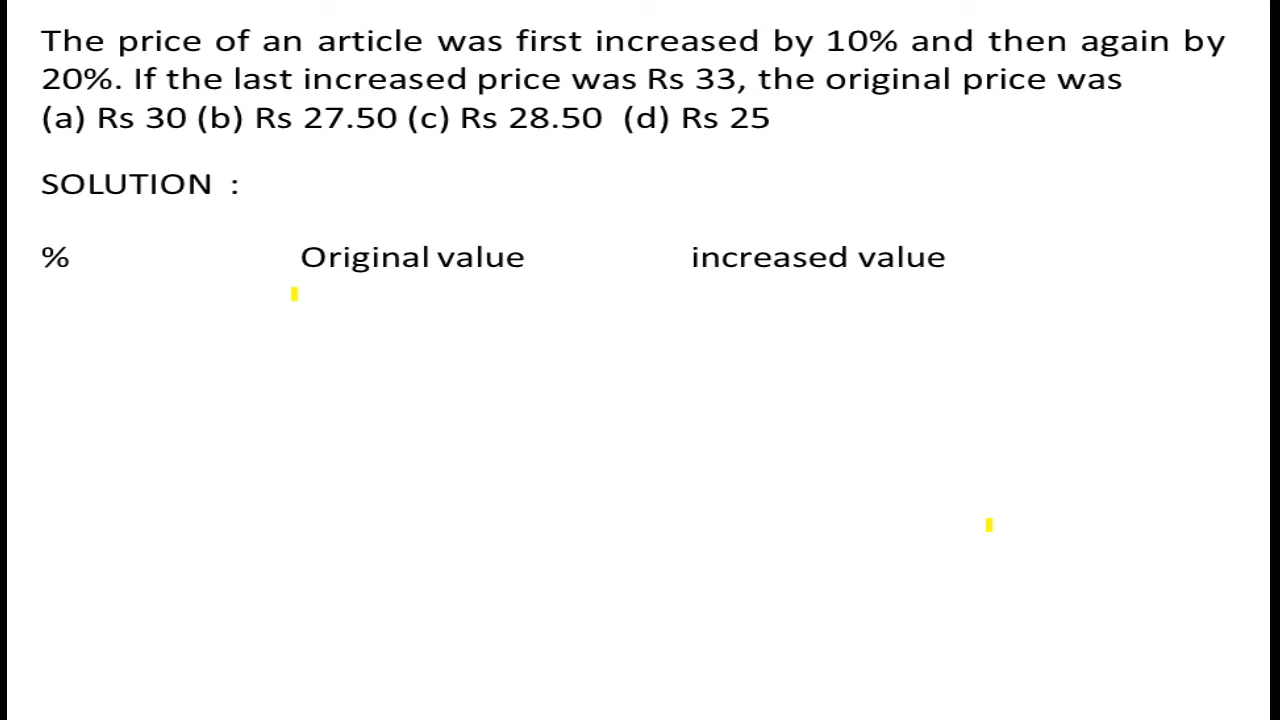 The price of an article was first increased by 10% and then again by
20%. If the last increased price was Rs 33, the original price was
(a) Rs 30 (b) Rs 27.50 (c) Rs 28.50 (d) Rs 25
SOLUTION :
% Original value increased value